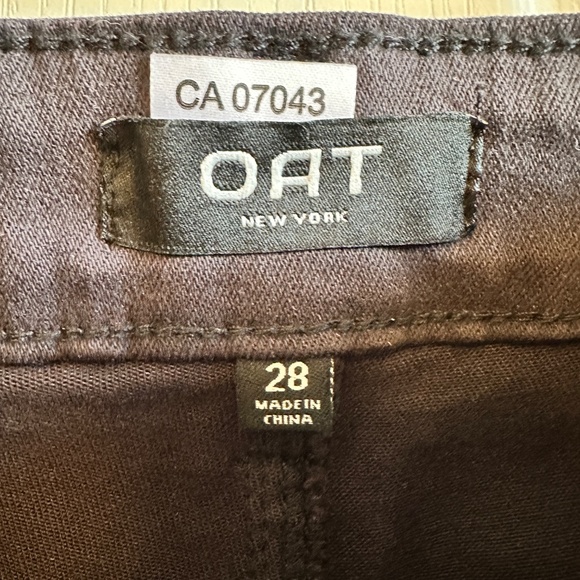 CA 07043
OAT
NEW YORK
28
MADE IN
CHINA